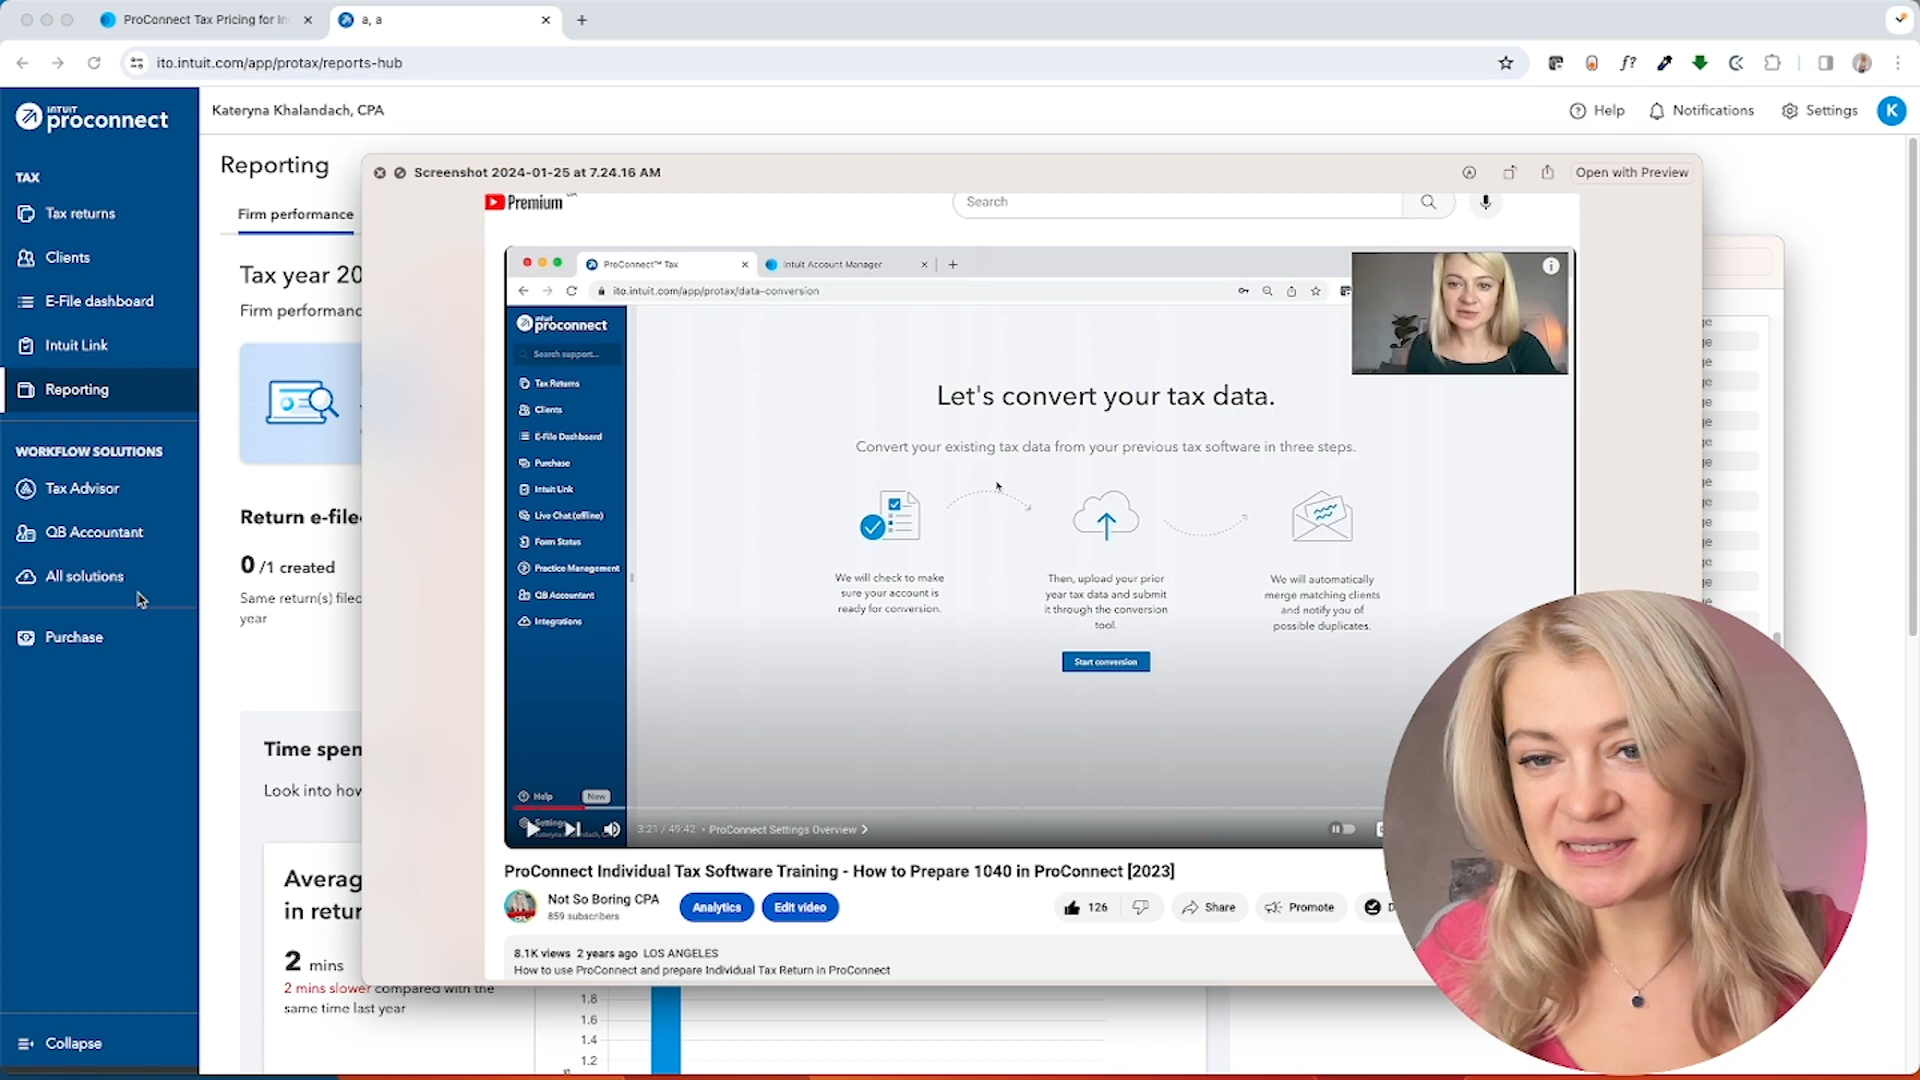 ProConnect Tax Pricing for In
a, a
ito.intuit.com/app/protax/reports-hub
INTUIT
proconnect
Kateryna Khalandach, CPA
Help
Notifications
Settings
K
TAX
Tax returns
Clients
E-File dashboard
Intuit Link
Reporting
WORKFLOW SOLUTIONS
Tax Advisor
QB Accountant
All solutions
Purchase
Collapse
Reporting
Firm performance
Tax year 20
Firm performanc
Return e-file
0 /1 created
Same return(s) filed
year
Time spen
Look into how
Averag
in retur
2 mins
2 mins slower compared with the
same time last year
1.8
1.6
1.4
1.2
Screenshot 2024-01-25 at 7.24.16 AM
Open with Preview
Premium
Search
ProConnect™ Tax
Intuit Account Manager
ito.intuit.com/app/protax/data-conversion
intuit
proconnect
Search support...
Tax Returns
Clients
E-File Dashboard
Purchase
Intuit Link
Live Chat (offline)
Form Status
Practice Management
QB Accountant
Integrations
Help
New
Settings
Let's convert your tax data.
Convert your existing tax data from your previous tax software in three steps.
We will check to make
sure your account is
ready for conversion.
Then, upload your prior
year tax data and submit
it through the conversion
tool.
We will automatically
merge matching clients
and notify you of
possible duplicates.
Start conversion
3:21 / 49:42 • ProConnect Settings Overview
ProConnect Individual Tax Software Training - How to Prepare 1040 in ProConnect [2023]
Not So Boring CPA
859 subscribers
Analytics
Edit video
126
Share
Promote
D
8.1K views 2 years ago LOS ANGELES
How to use ProConnect and prepare Individual Tax Return in ProConnect